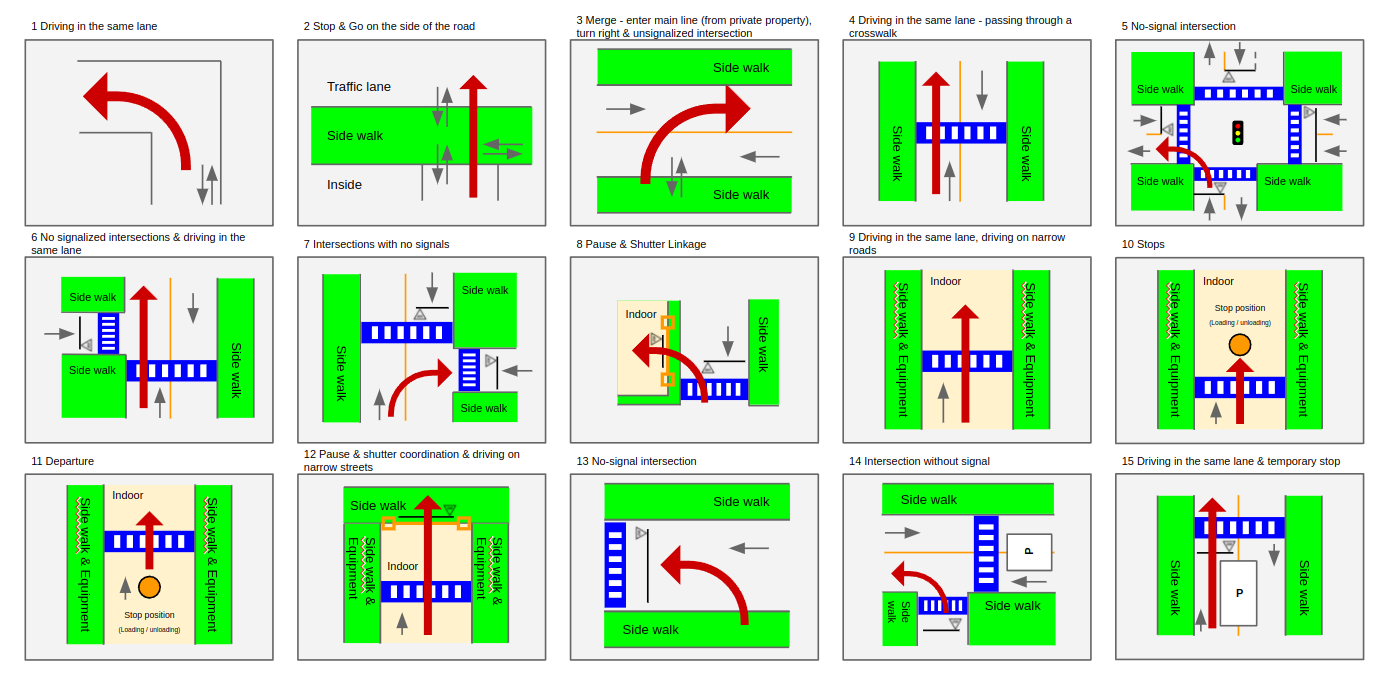 1 Driving in the same lane
2 Stop & Go on the side of the road
Traffic lane
Side walk
Inside
3 Merge - enter main line (from private property),
turn right & unsignalized intersection
Side walk
Side walk
4 Driving in the same lane - passing through a
crosswalk
Side walk
Side walk
5 No-signal intersection
Side walk
Side walk
Side walk
Side walk
6 No signalized intersections & driving in the
same lane
Side walk
Side walk
Side walk
7 Intersections with no signals
Side walk
Side walk
Side walk
8 Pause & Shutter Linkage
Indoor
Side walk
9 Driving in the same lane, driving on narrow
roads
Indoor
Side walk & Equipment
Side walk & Equipment
10 Stops
Indoor
Stop position
(Loading / unloading)
Side walk & Equipment
Side walk & Equipment
11 Departure
Indoor
Side walk & Equipment
Side walk & Equipment
Stop position
(Loading / unloading)
12 Pause & shutter coordination & driving on
narrow streets
Side walk
Side walk &
Equipment
Indoor
Side walk &
Equipment
13 No-signal intersection
Side walk
Side walk
14 Intersection without signal
Side walk
P
Side
walk
Side walk
15 Driving in the same lane & temporary stop
Side walk
P
Side walk